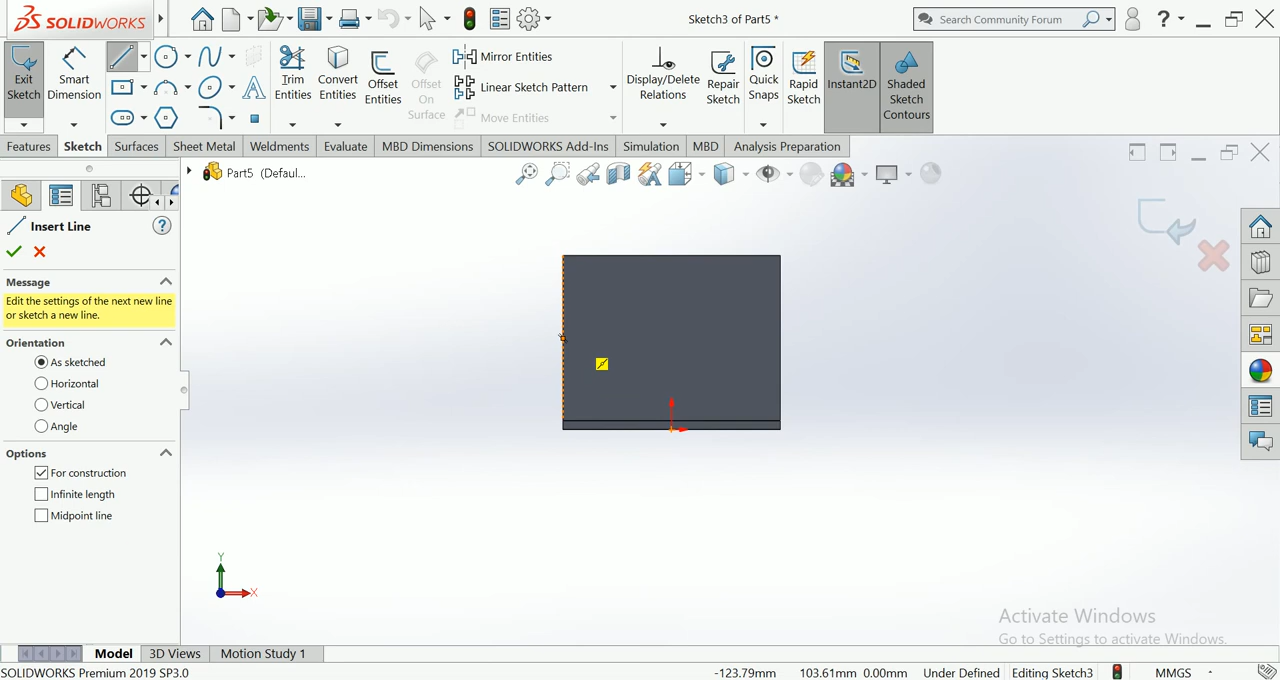 SOLIDWORKS
Sketch3 of Part5 *
Search Community Forum
?
Exit Sketch
Smart Dimension
Trim Entities
Convert Entities
Offset Entities
Offset On Surface
Mirror Entities
Linear Sketch Pattern
Move Entities
Display/Delete Relations
Repair Sketch
Quick Snaps
Rapid Sketch
Instant2D
Shaded Sketch Contours
Features
Sketch
Surfaces
Sheet Metal
Weldments
Evaluate
MBD Dimensions
SOLIDWORKS Add-Ins
Simulation
MBD
Analysis Preparation
Part5 (Defaul...
Insert Line
?
Message
Edit the settings of the next new line
or sketch a new line.
Orientation
As sketched
Horizontal
Vertical
Angle
Options
For construction
Infinite length
Midpoint line
Y
X
Activate Windows
Go to Settings to activate Windows.
Model
3D Views
Motion Study 1
SOLIDWORKS Premium 2019 SP3.0
-123.79mm
103.61mm 0.00mm
Under Defined
Editing Sketch3
MMGS